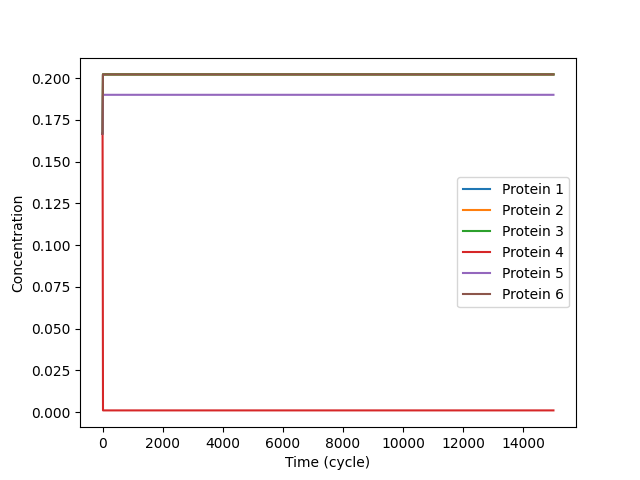 0.200
0.175
0.150
0.125
0.100
0.075
0.050
0.025
0.000
Concentration
Protein 1
Protein 2
Protein 3
Protein 4
Protein 5
Protein 6
0 2000 4000 6000 8000 10000 12000 14000
Time (cycle)